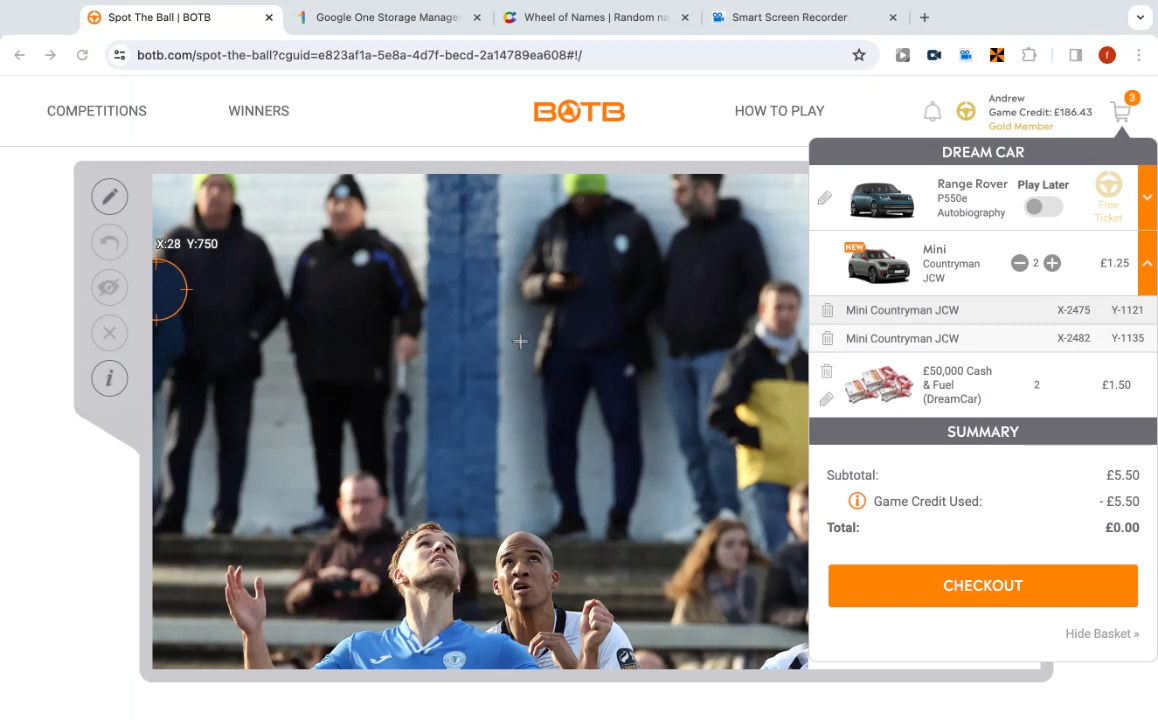 Spot The Ball | BOTB
Google One Storage Manage
Wheel of Names | Random na
Smart Screen Recorder
botb.com/spot-the-ball?cguid=e823af1a-5e8a-4d7f-becd-2a14789ea608#!/
f
COMPETITIONS
WINNERS
BOTB
HOW TO PLAY
Andrew
Game Credit: £186.43
Gold Member
3
DREAM CAR
Range Rover
P550e
Autobiography
Play Later
Free
Ticket
NEW
Mini
Countryman
JCW
2
£1.25
Mini Countryman JCW X-2475 Y-1121
Mini Countryman JCW X-2482 Y-1135
£50,000 Cash
& Fuel
(DreamCar)
2
£1.50
SUMMARY
Subtotal: £5.50
i Game Credit Used: - £5.50
Total: £0.00
CHECKOUT
Hide Basket »
X:28 Y:750
i